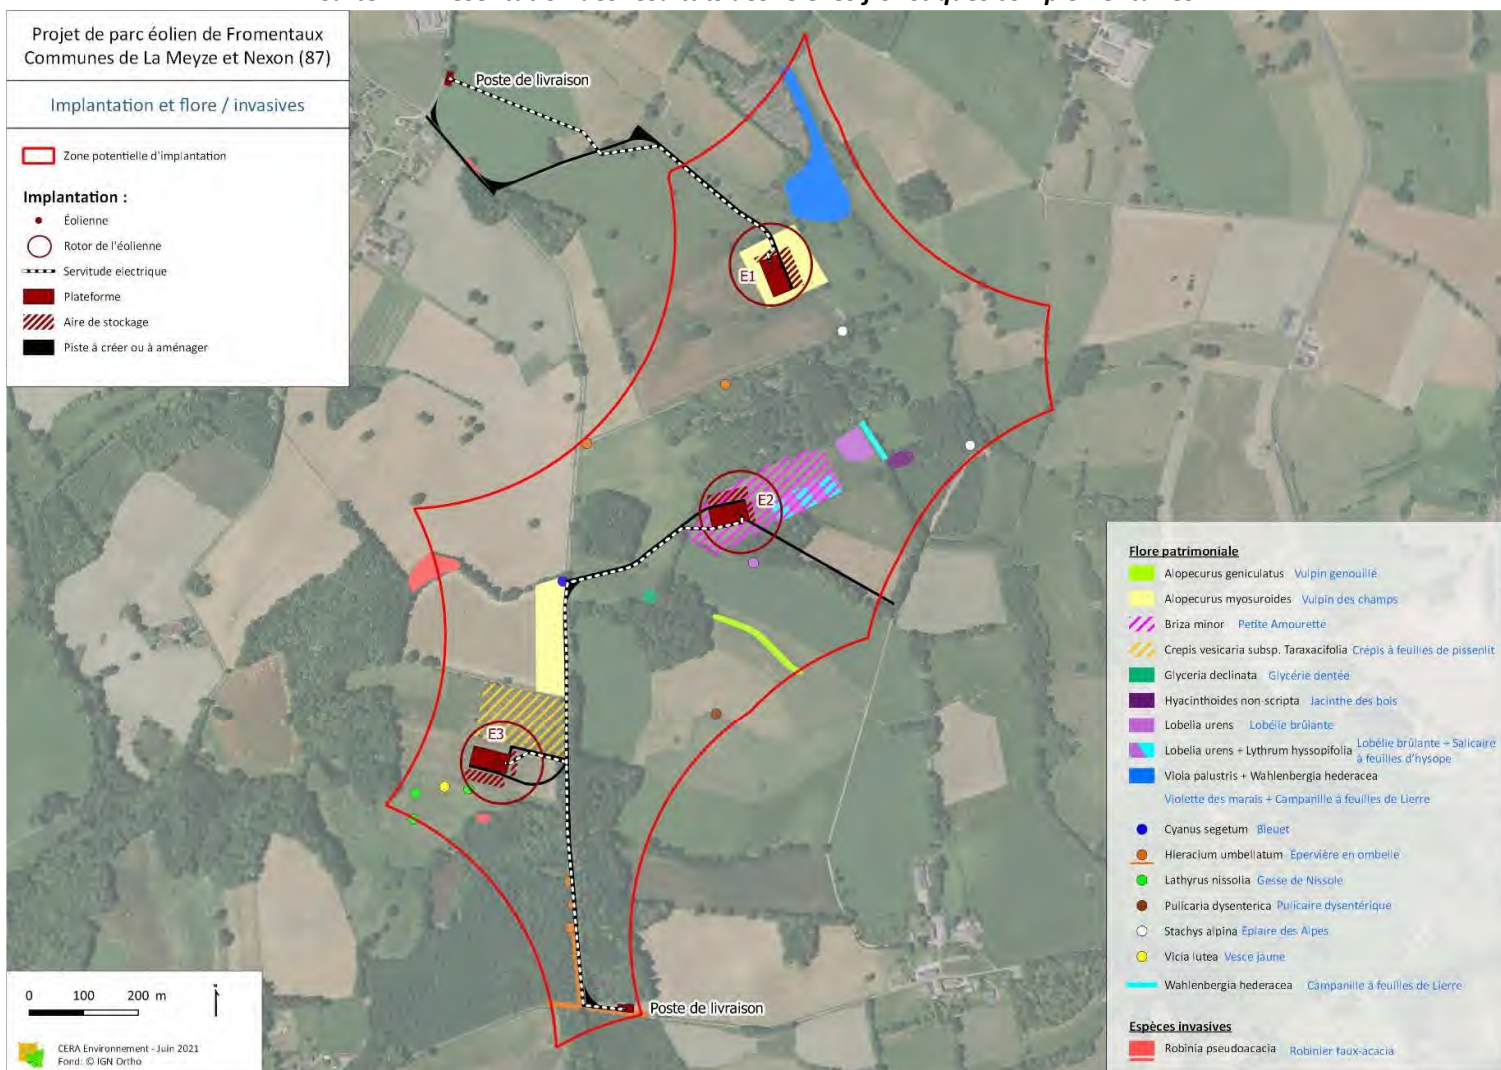 Projet de parc éolien de Fromentaux
Communes de La Meyze et Nexon (87)
Implantation et flore / invasives
Zone potentielle d'implantation
Implantation :
Éolienne
Rotor de l'éolienne
Servitude electrique
Plateforme
Aire de stockage
Piste à créer ou à aménager
Poste de livraison
E1
E2
E3
Poste de livraison
0 100 200 m
CERA Environnement - Juin 2021
Fond: © IGN Ortho
Flore patrimoniale
Alopecurus geniculatus Vulpin genouillé
Alopecurus myosuroides Vulpin des champs
Briza minor Petite Amourette
Crepis vesicaria subsp. Taraxacifolia Crépis à feuilles de pissenlit
Glyceria declinata Glycérie dentée
Hyacinthoides non-scripta Jacinthe des bois
Lobelia urens Lobélie brûlante
Lobelia urens + Lythrum hyssopifolia Lobélie brûlante + Salicaire
à feuilles d'hysope
Viola palustris + Wahlenbergia hederacea
Violette des marais + Campanille à feuilles de Lierre
Cyanus segetum Bleuet
Hieracium umbellatum Épervière en ombelle
Lathyrus nissolia Gesse de Nissole
Pulicaria dysenterica Pulicaire dysentérique
Stachys alpina Épiaire des Alpes
Vicia lutea Vesce jaune
Wahlenbergia hederacea Campanille à feuilles de Lierre
Espèces invasives
Robinia pseudoacacia Robinier faux-acacia